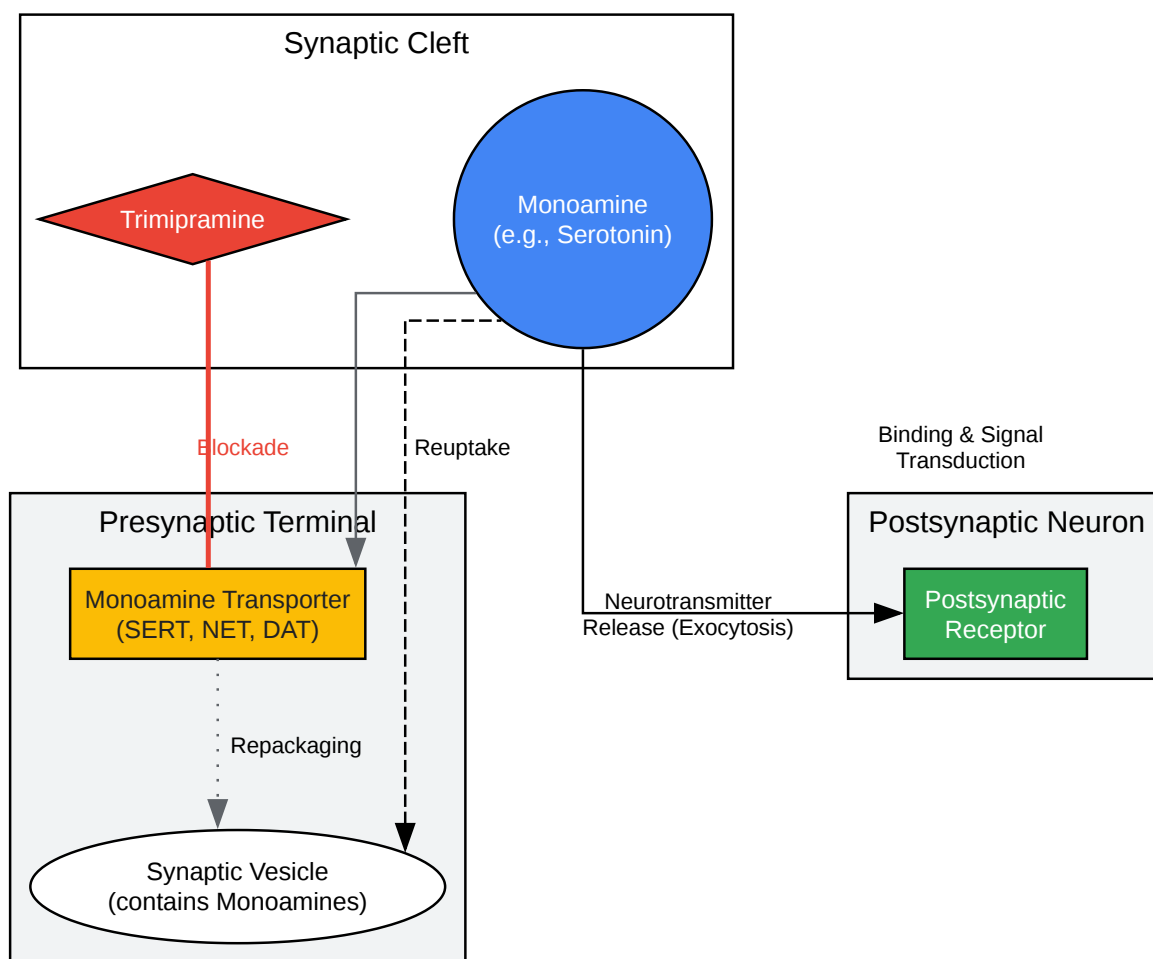 Synaptic Cleft
Trimipramine
Monoamine
(e.g., Serotonin)
Blockade
Reuptake
Binding & Signal
Transduction
Presynaptic Terminal
Postsynaptic Neuron
Monoamine Transporter
(SERT, NET, DAT)
Neurotransmitter
Release (Exocytosis)
Postsynaptic
Receptor
Repackaging
Synaptic Vesicle
(contains Monoamines)